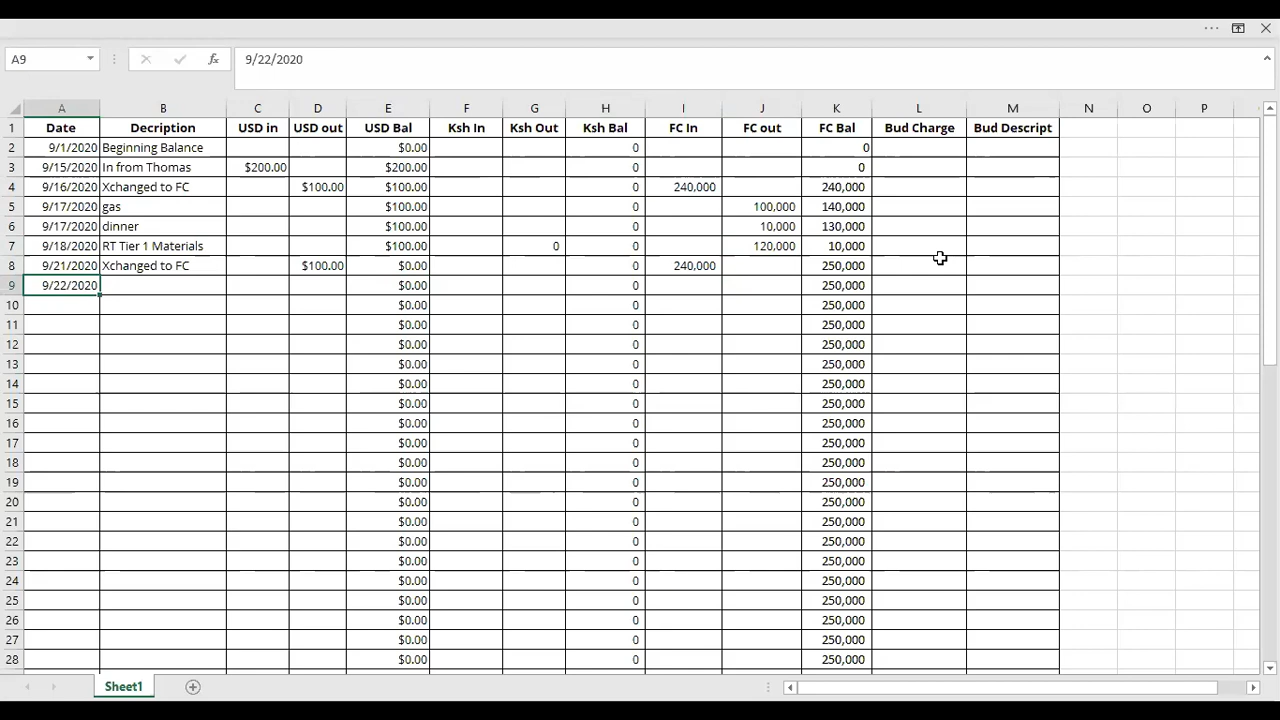 A9 fx 9/22/2020
A B C D E F G H I J K L M N O P
1 Date Decription USD in USD out USD Bal Ksh In Ksh Out Ksh Bal FC In FC out FC Bal Bud Charge Bud Descript
2 9/1/2020 Beginning Balance $0.00 0 0
3 9/15/2020 In from Thomas $200.00 $200.00 0 0
4 9/16/2020 Xchanged to FC $100.00 $100.00 0 240,000 240,000
5 9/17/2020 gas $100.00 0 100,000 140,000
6 9/17/2020 dinner $100.00 0 10,000 130,000
7 9/18/2020 RT Tier 1 Materials $100.00 0 0 120,000 10,000
8 9/21/2020 Xchanged to FC $100.00 $0.00 0 240,000 250,000
9 9/22/2020 $0.00 0 250,000
10 $0.00 0 250,000
11 $0.00 0 250,000
12 $0.00 0 250,000
13 $0.00 0 250,000
14 $0.00 0 250,000
15 $0.00 0 250,000
16 $0.00 0 250,000
17 $0.00 0 250,000
18 $0.00 0 250,000
19 $0.00 0 250,000
20 $0.00 0 250,000
21 $0.00 0 250,000
22 $0.00 0 250,000
23 $0.00 0 250,000
24 $0.00 0 250,000
25 $0.00 0 250,000
26 $0.00 0 250,000
27 $0.00 0 250,000
28 $0.00 0 250,000
Sheet1